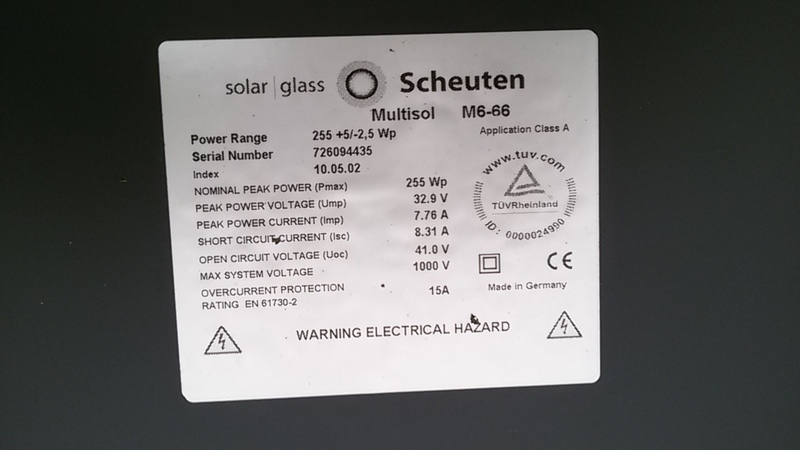 solar | glass Scheuten
Multisol M6-66
Power Range 255 +5/-2,5 Wp Application Class A
Serial Number 726094435
Index 10.05.02
NOMINAL PEAK POWER (Pmax) 255 Wp
PEAK POWER VOLTAGE (Ump) 32.9 V
PEAK POWER CURRENT (Imp) 7.76 A
SHORT CIRCUIT CURRENT (Isc) 8.31 A
OPEN CIRCUIT VOLTAGE (Uoc) 41.0 V
MAX SYSTEM VOLTAGE 1000 V
OVERCURRENT PROTECTION 15A
RATING EN 61730-2
www.tuv.com
TÜVRheinland
ID: 0000024990
CE
Made in Germany
WARNING ELECTRICAL HAZARD